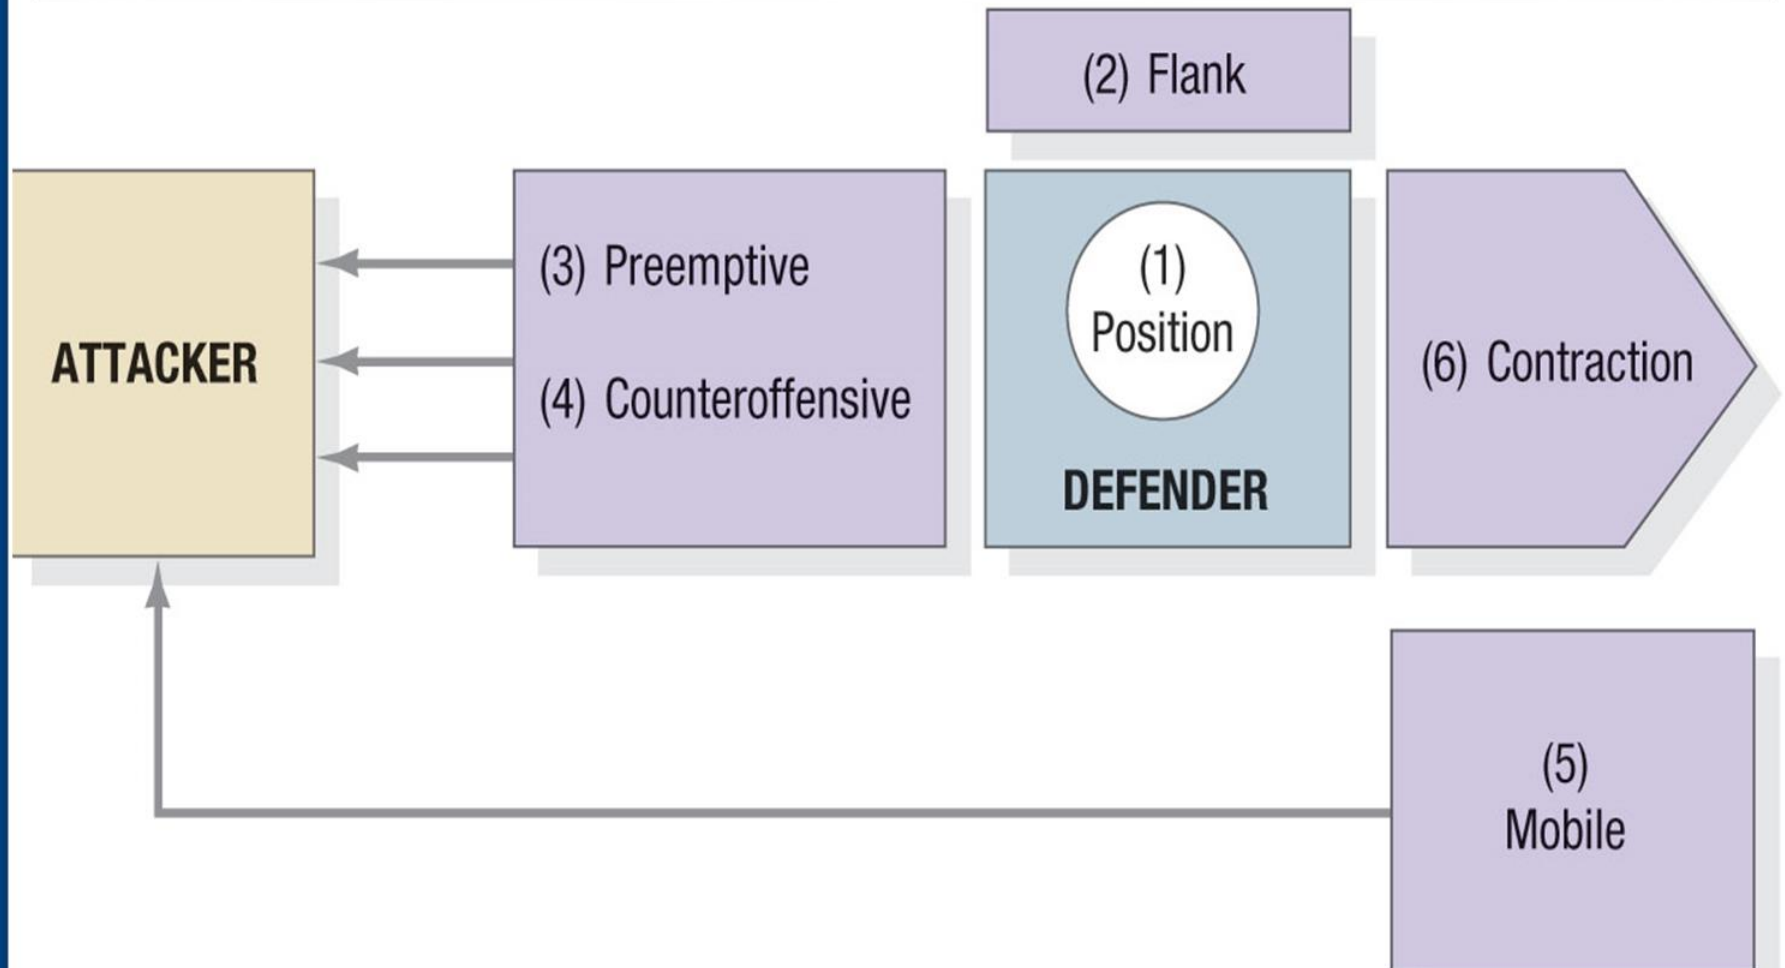 (2) Flank
ATTACKER
(3) Preemptive
(4) Counteroffensive
(1)
Position
DEFENDER
(6) Contraction
(5)
Mobile